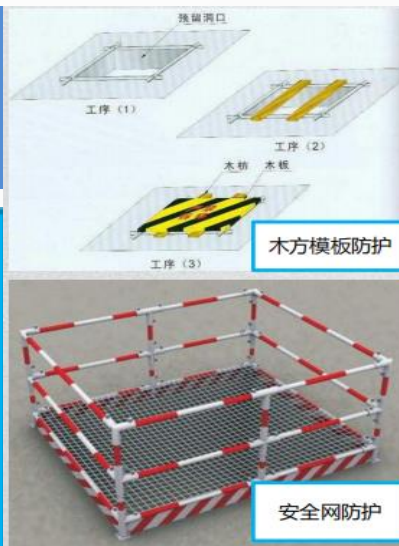 预留洞口
工序（1）
工序（2）
木枋 木板
工序（3）
木方模板防护
安全网防护